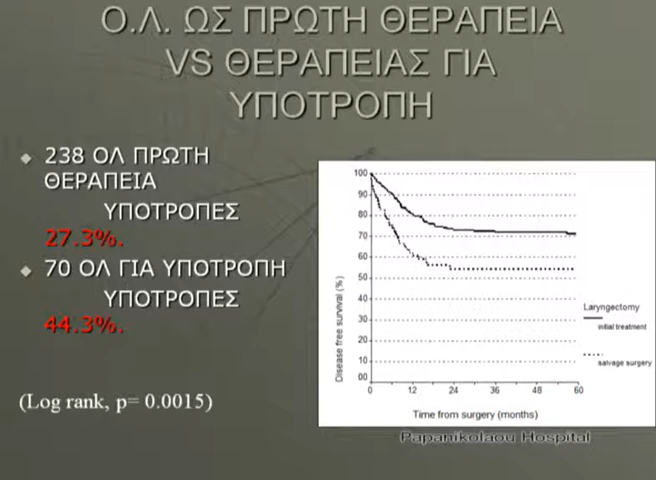 Ο.Λ. ΩΣ ΠΡΩΤΗ ΘΕΡΑΠΕΙΑ
VS ΘΕΡΑΠΕΙΑΣ ΓΙΑ
ΥΠΟΤΡΟΠΗ
238 ΟΛ ΠΡΩΤΗ
ΘΕΡΑΠΕΙΑ
ΥΠΟΤΡΟΠΕΣ
27.3%.
70 ΟΛ ΓΙΑ ΥΠΟΤΡΟΠΗ
ΥΠΟΤΡΟΠΕΣ
44.3%.
(Log rank, p= 0.0015)
Disease free survival (%)
100
90
80
70
60
50
40
30
20
10
00
0 12 24 36 48 60
Time from surgery (months)
Laryngectomy
initial treatment
salvage surgery
Papanikolaou Hospital